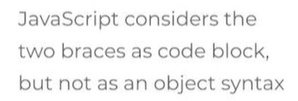 JavaScript considers the
two braces as code block,
but not as an object syntax